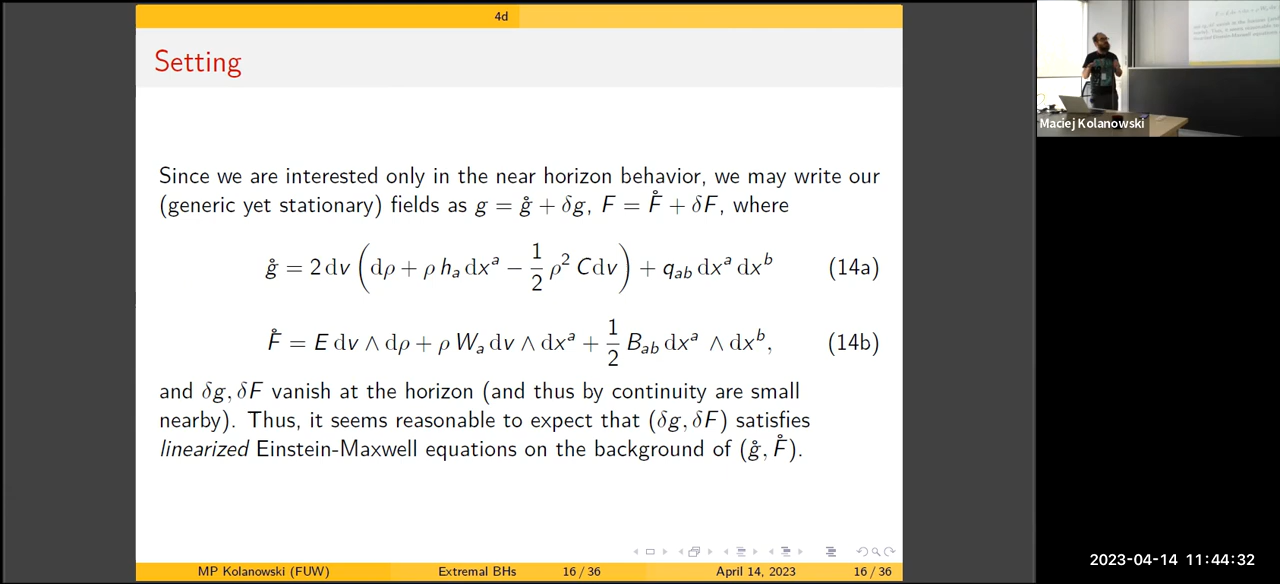 4d
Setting
Since we are interested only in the near horizon behavior, we may write our
(generic yet stationary) fields as g = g̊ + δg, F = F̊ + δF, where
g̊ = 2 dv ( dρ + ρ h_a dx^a − 1/2 ρ² C dv ) + q_ab dx^a dx^b (14a)
F̊ = E dv ∧ dρ + ρ W_a dv ∧ dx^a + 1/2 B_ab dx^a ∧ dx^b, (14b)
and δg, δF vanish at the horizon (and thus by continuity are small
nearby). Thus, it seems reasonable to expect that (δg, δF) satisfies
linearized Einstein-Maxwell equations on the background of (g̊, F̊).
MP Kolanowski (FUW) Extremal BHs 16 / 36 April 14, 2023 16 / 36
Maciej Kolanowski
2023-04-14 11:44:32